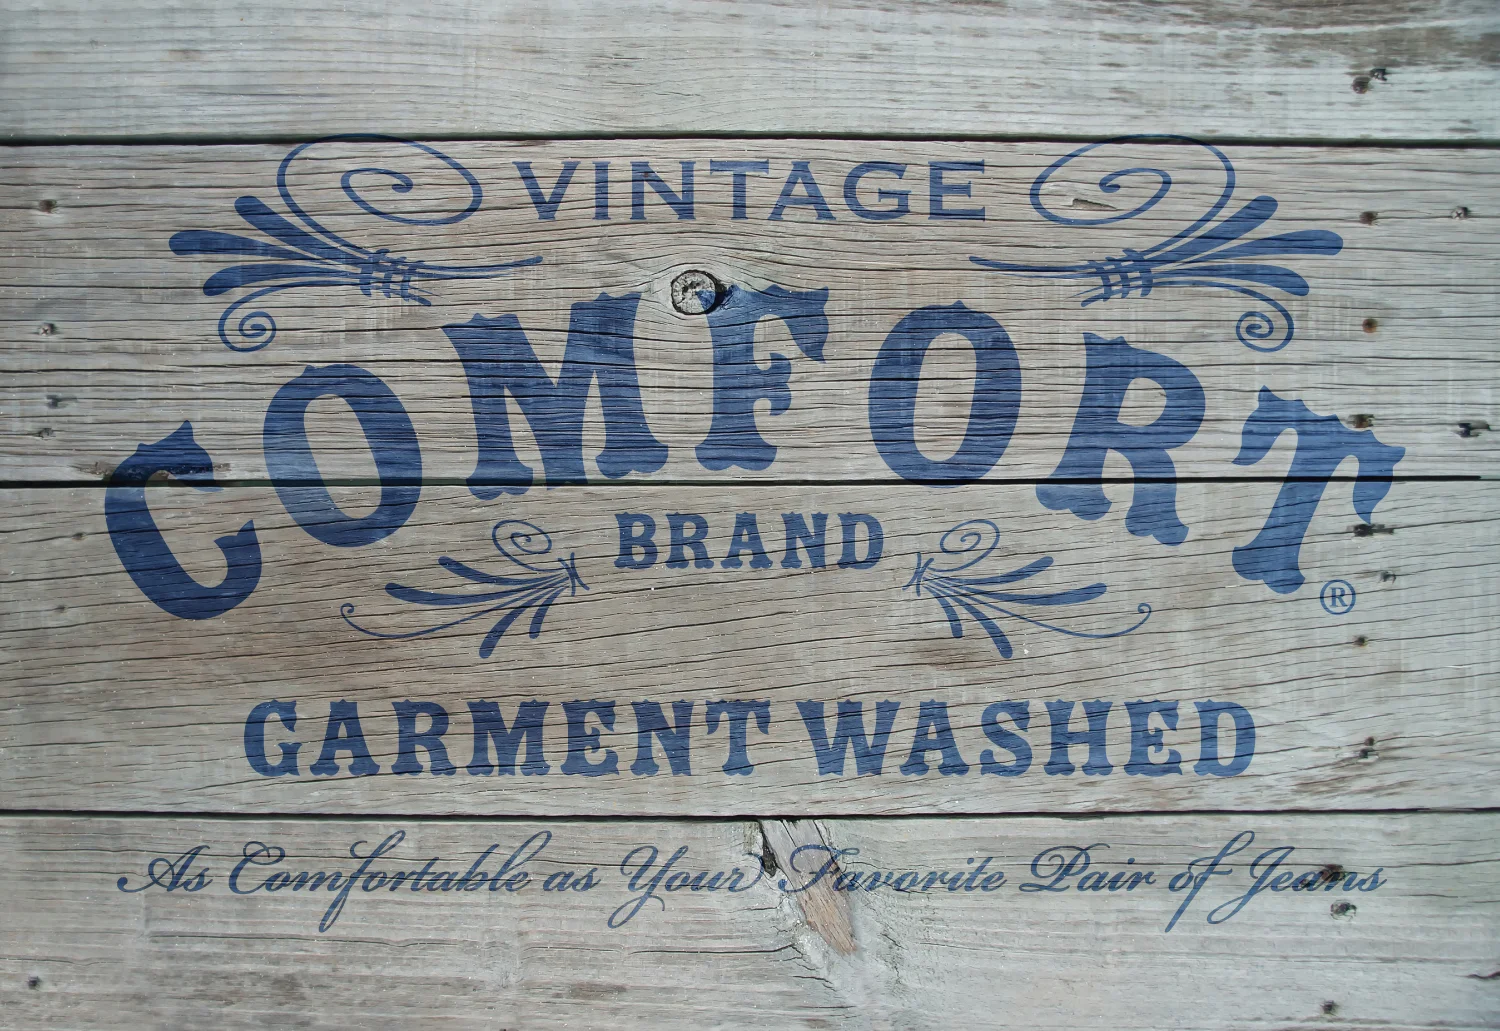 VINTAGE
COMFORT®
BRAND
GARMENT WASHED
As Comfortable as Your Favorite Pair of Jeans